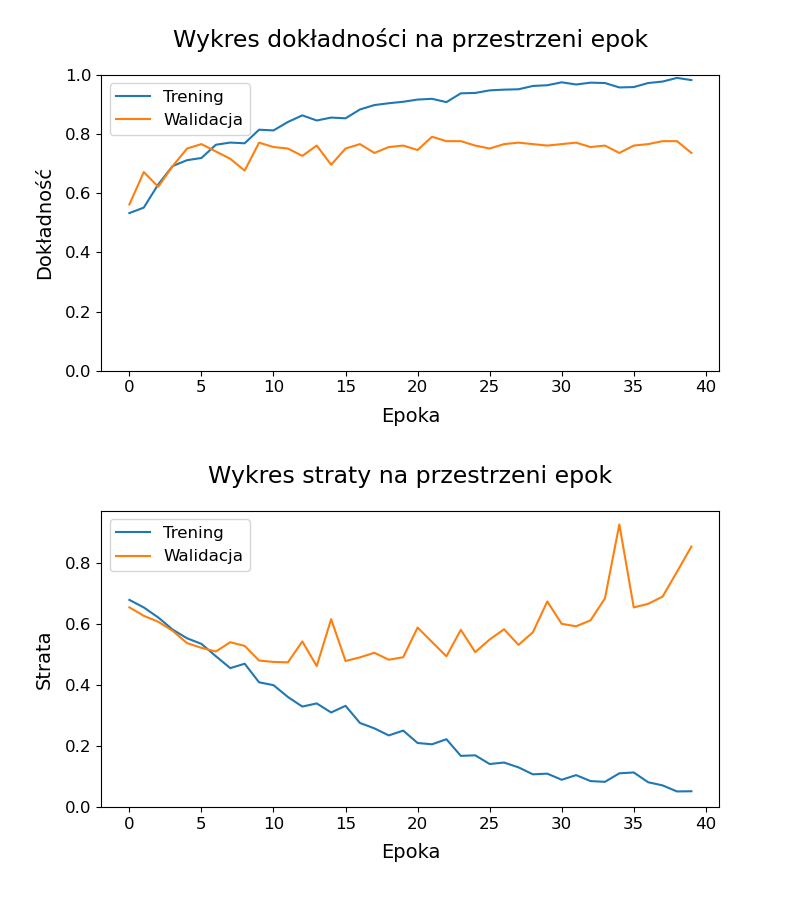 Wykres dokładności na przestrzeni epok
1.0
Trening
Walidacja
0.8
0.6
0.4
0.2
0.0
Dokładność
0 5 10 15 20 25 30 35 40
Epoka
Wykres straty na przestrzeni epok
Trening
Walidacja
0.8
0.6
0.4
0.2
0.0
Strata
0 5 10 15 20 25 30 35 40
Epoka